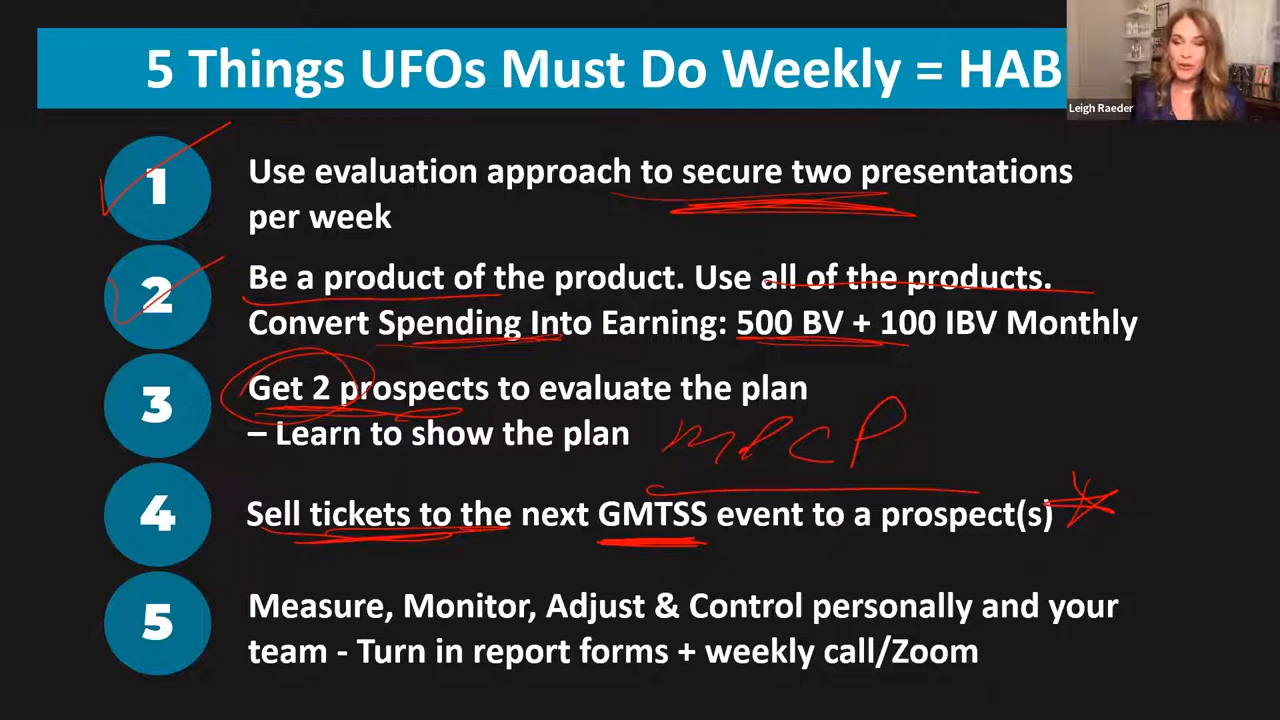 5 Things UFOs Must Do Weekly = HAB
Leigh Raeder
1
Use evaluation approach to secure two presentations
per week
2
Be a product of the product. Use all of the products.
Convert Spending Into Earning: 500 BV + 100 IBV Monthly
3
Get 2 prospects to evaluate the plan
– Learn to show the plan
MPCP
4
Sell tickets to the next GMTSS event to a prospect(s)
5
Measure, Monitor, Adjust & Control personally and your
team - Turn in report forms + weekly call/Zoom